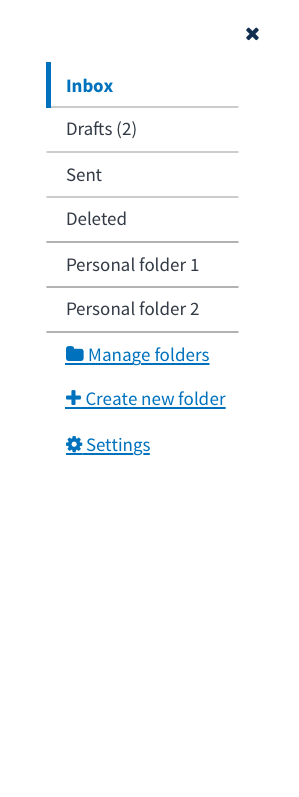 Inbox
Drafts (2)
Sent
Deleted
Personal folder 1
Personal folder 2
Manage folders
Create new folder
Settings